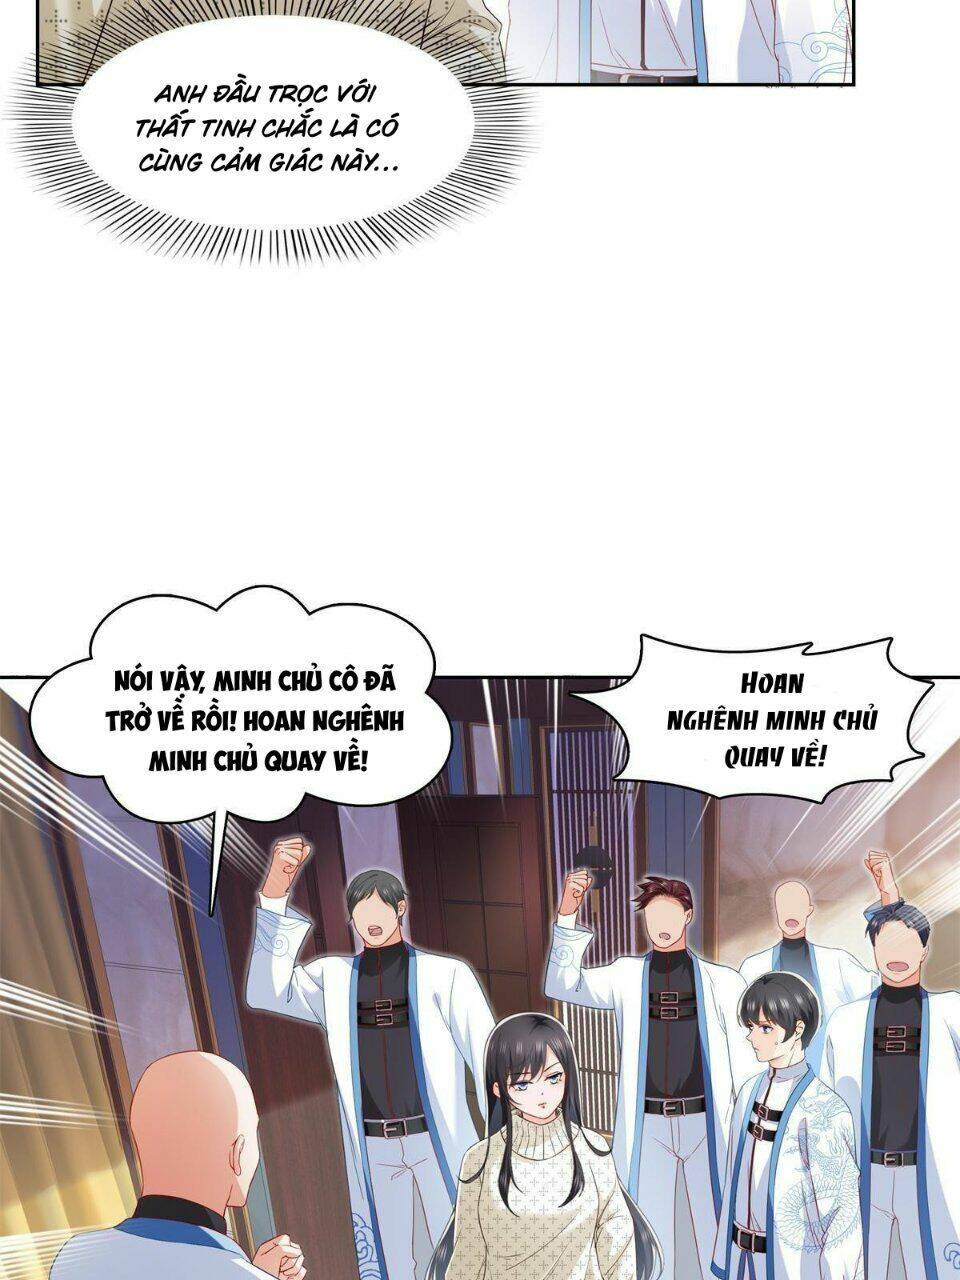 ANH ĐẦU TRỌC VỚI
THẤT TINH CHẮC LÀ CÓ
CÙNG CẢM GIÁC NÀY...
NÓI VẬY, MINH CHỦ CÔ ĐÃ
TRỞ VỀ RỒI! HOAN NGHÊNH
MINH CHỦ QUAY VỀ!
HOAN
NGHÊNH MINH CHỦ
QUAY VỀ!